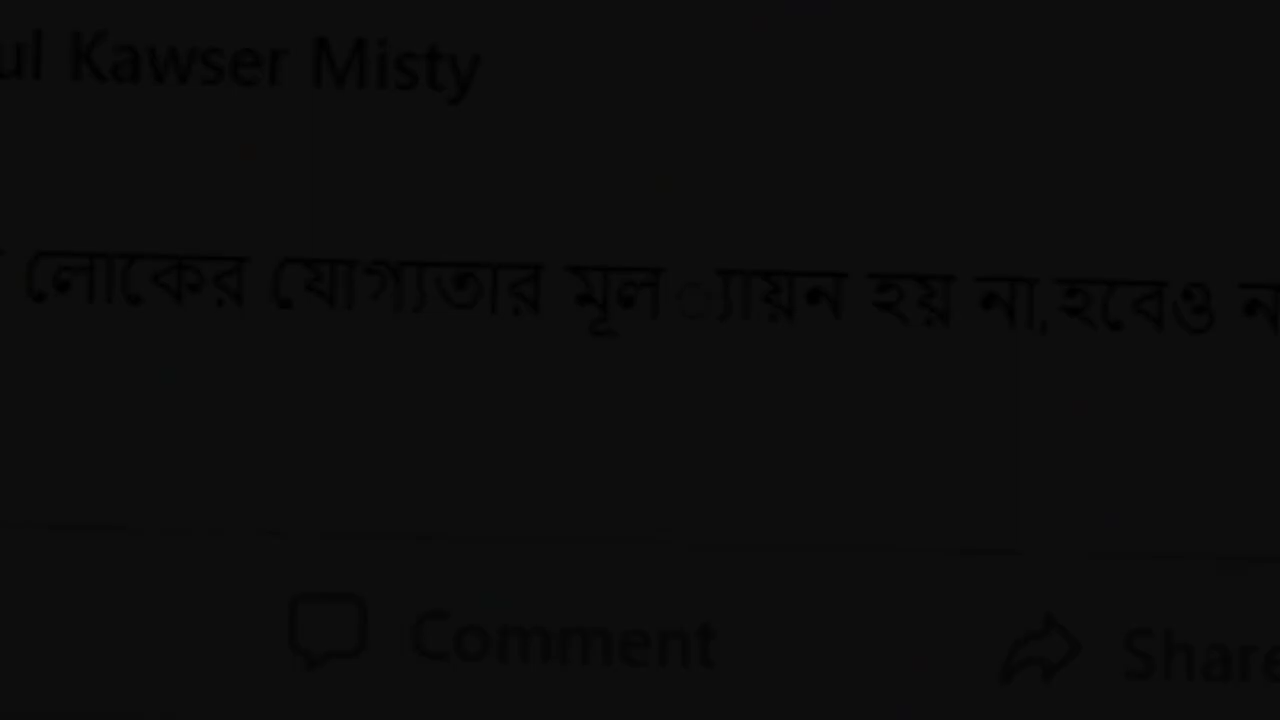 ul Kawser Misty
লোকের যোগ্যতার মূল ্যায়ন হয় না,হবেও
Comment
Share